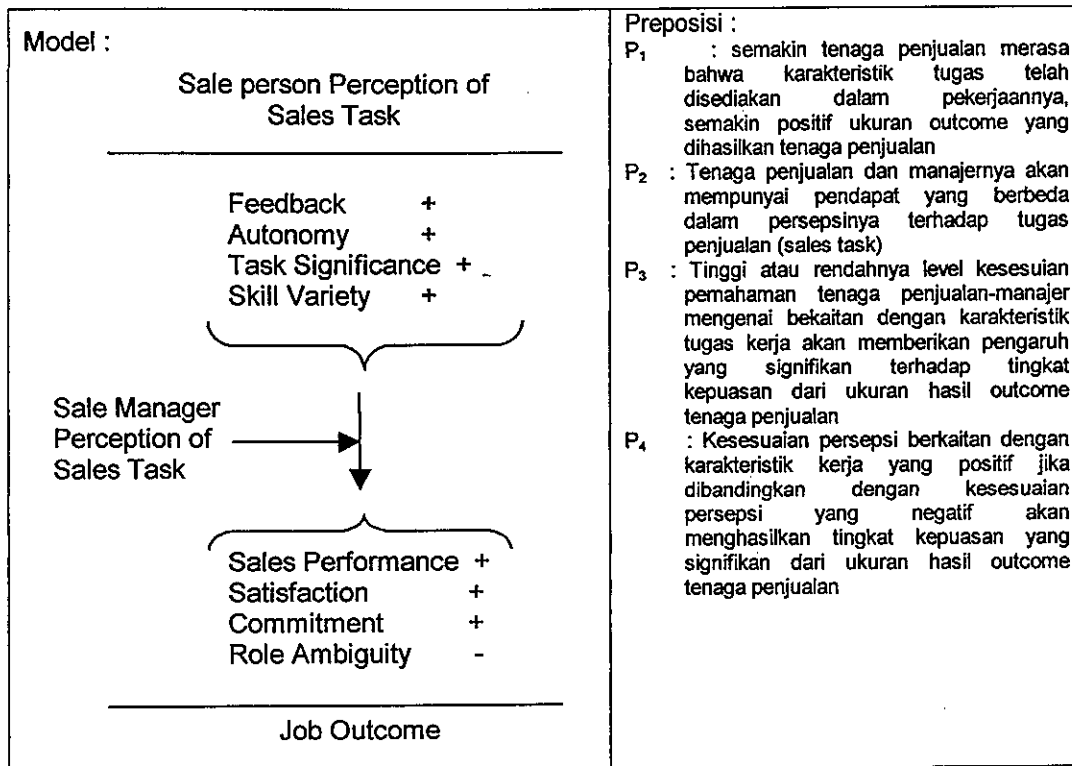 Model :
Sale person Perception of
Sales Task
Feedback +
Autonomy +
Task Significance +
Skill Variety +
Sale Manager
Perception of
Sales Task
Sales Performance +
Satisfaction +
Commitment +
Role Ambiguity -
Job Outcome
Preposisi :
P₁ : semakin tenaga penjualan merasa
bahwa karakteristik tugas telah
disediakan dalam pekerjaannya,
semakin positif ukuran outcome yang
dihasilkan tenaga penjualan
P₂ : Tenaga penjualan dan manajernya akan
mempunyai pendapat yang berbeda
dalam persepsinya terhadap tugas
penjualan (sales task)
P₃ : Tinggi atau rendahnya level kesesuian
pemahaman tenaga penjualan-manajer
mengenai bekaitan dengan karakteristik
tugas kerja akan memberikan pengaruh
yang signifikan terhadap tingkat
kepuasan dari ukuran hasil outcome
tenaga penjualan
P₄ : Kesesuaian persepsi berkaitan dengan
karakteristik kerja yang positif jika
dibandingkan dengan kesesuaian
persepsi yang negatif akan
menghasilkan tingkat kepuasan yang
signifikan dari ukuran hasil outcome
tenaga penjualan